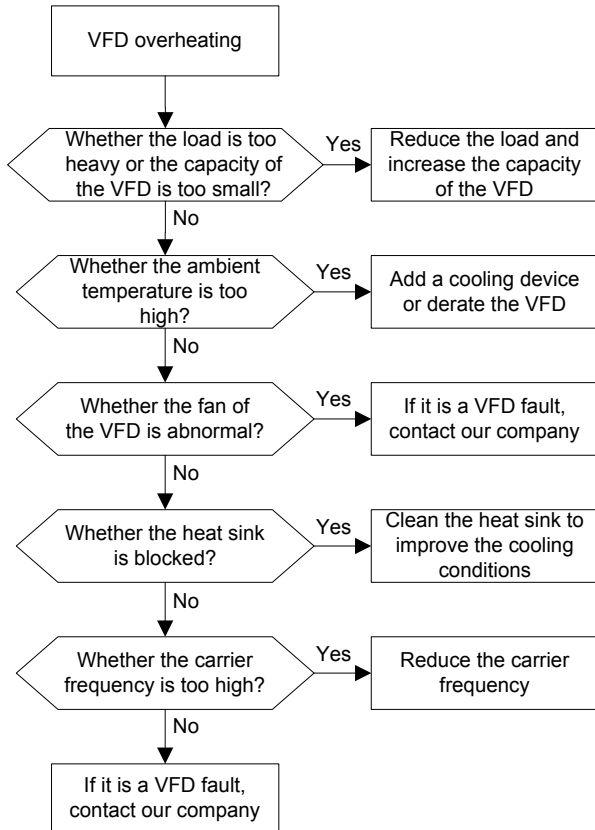 VFD overheating
Whether the load is too
heavy or the capacity of
the VFD is too small?
Yes
Reduce the load and
increase the capacity
of the VFD
No
Whether the ambient
temperature is too
high?
Yes
Add a cooling device
or derate the VFD
No
Whether the fan of
the VFD is abnormal?
Yes
If it is a VFD fault,
contact our company
No
Whether the heat sink
is blocked?
Yes
Clean the heat sink to
improve the cooling
conditions
No
Whether the carrier
frequency is too high?
Yes
Reduce the carrier
frequency
No
If it is a VFD fault,
contact our company